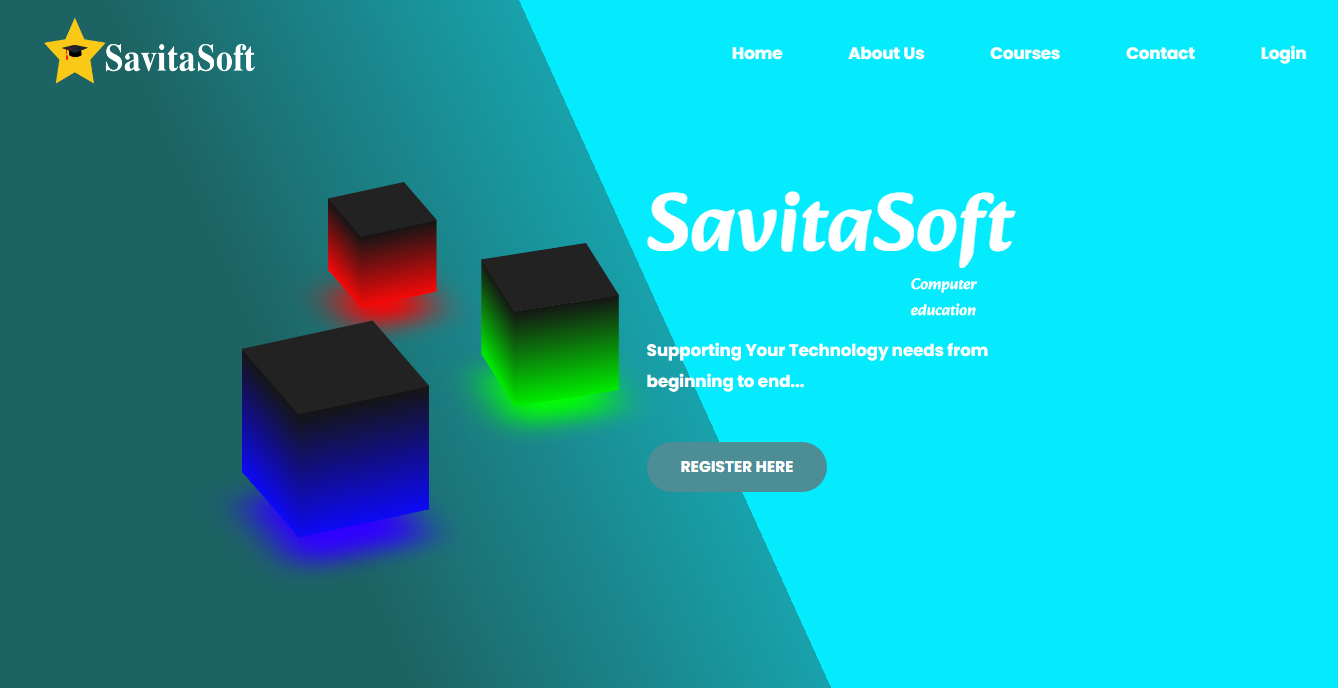 SavitaSoft
Home About Us Courses Contact Login
SavitaSoft
Computer
education
Supporting Your Technology needs from
beginning to end...
REGISTER HERE